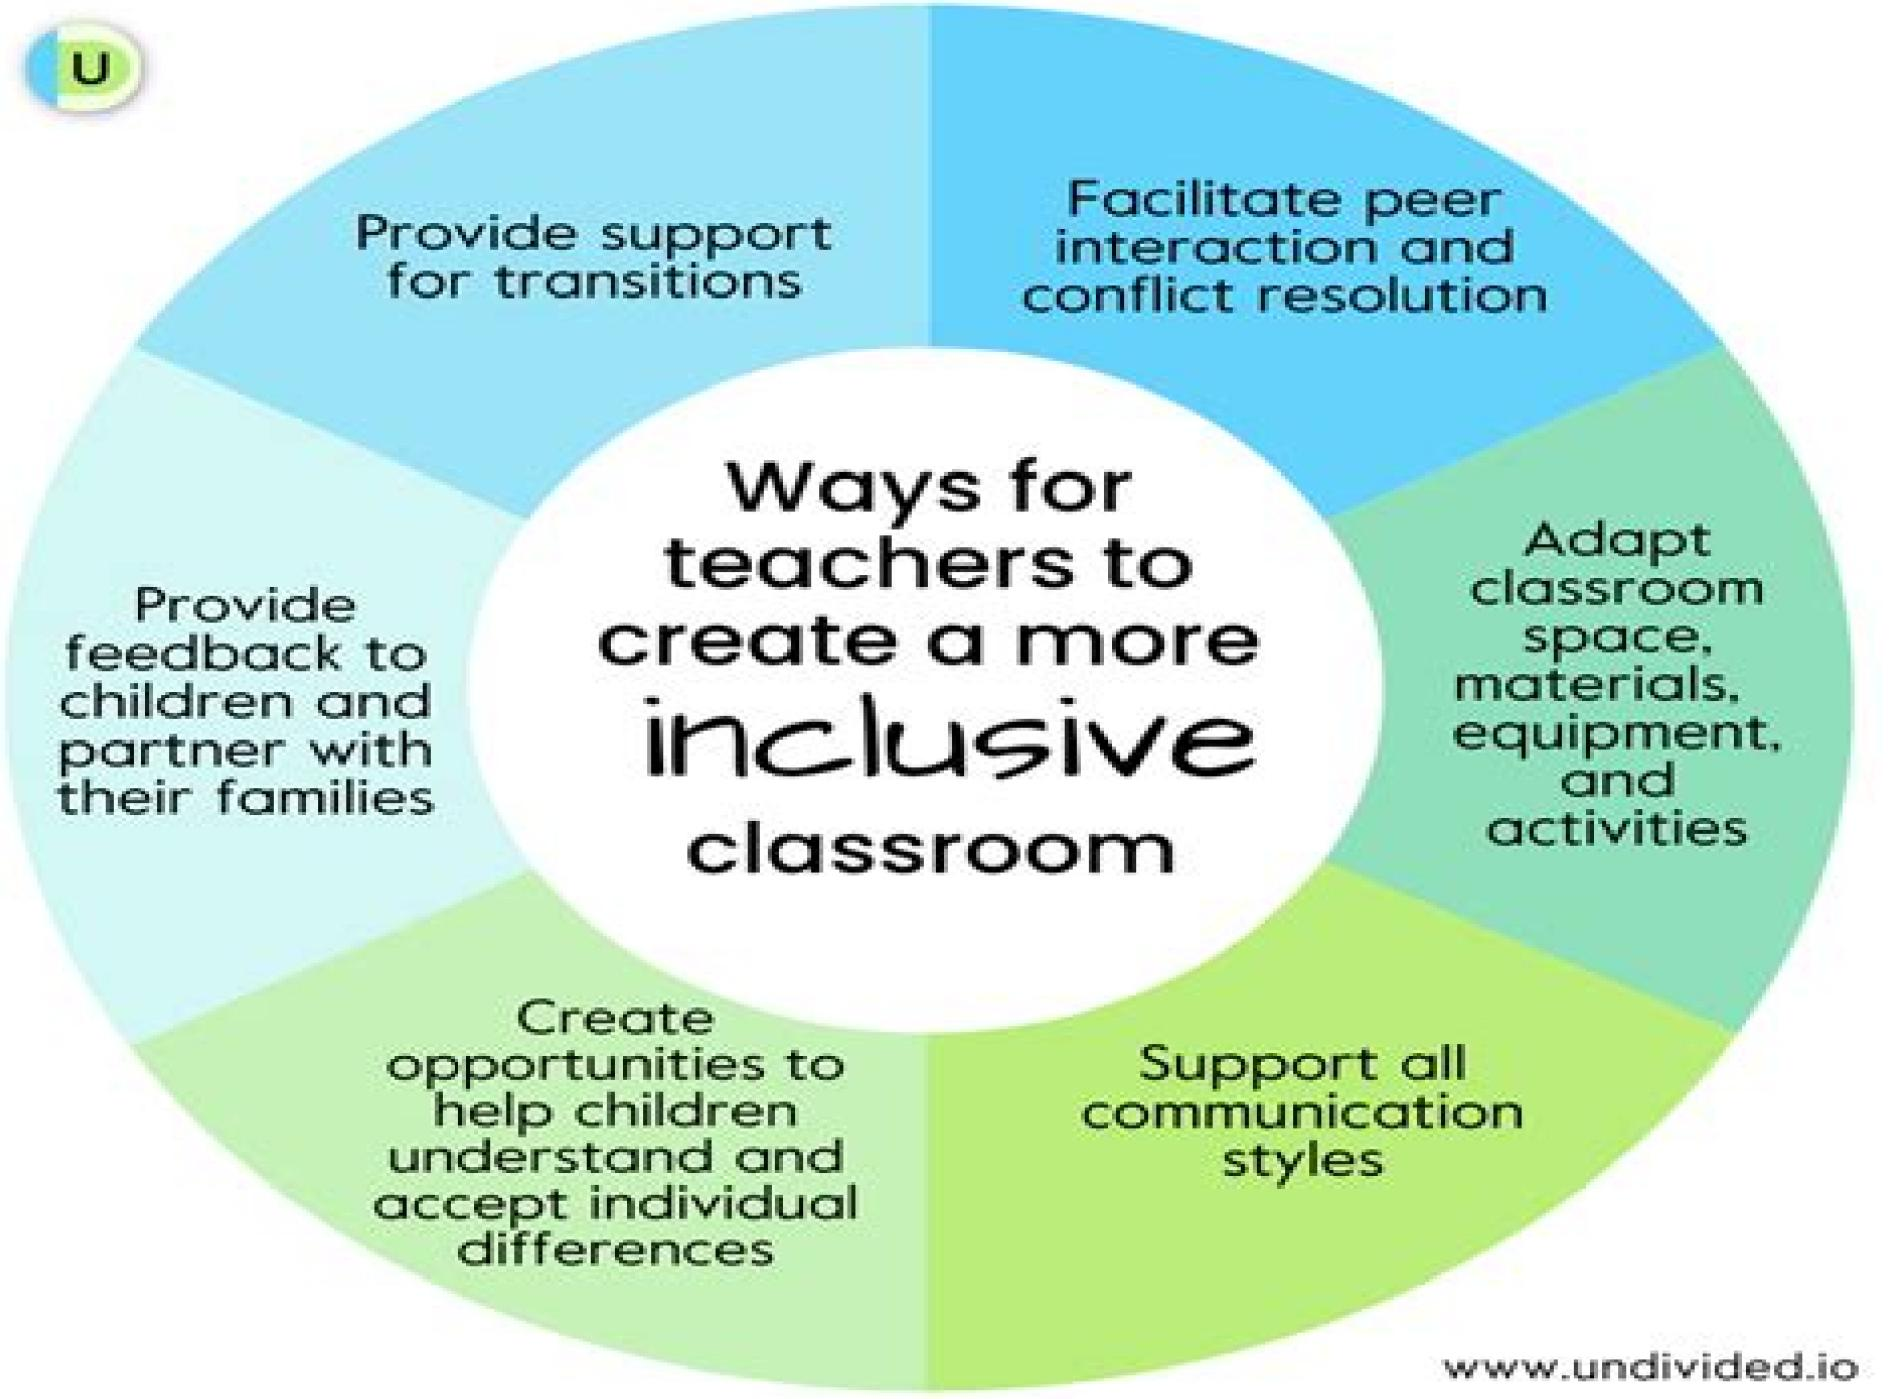 U
Provide support
for transitions
Facilitate peer
interaction and
conflict resolution
Adapt
classroom
space,
materials,
equipment,
and
activities
Support all
communication
styles
Create
opportunities to
help children
understand and
accept individual
differences
Provide
feedback to
children and
partner with
their families
Ways for
teachers to
create a more
inclusive
classroom
www.undivided.io